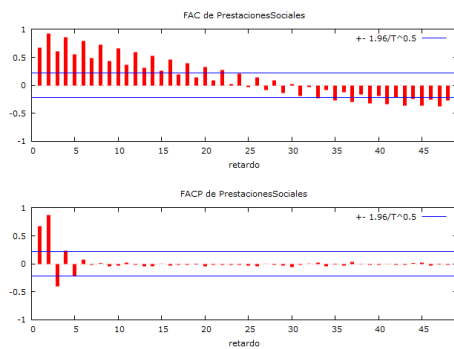 FAC de PrestacionesSociales
+- 1.96/T^0.5
1
0.5
0
-0.5
-1
0 5 10 15 20 25 30 35 40 45
retardo
FACP de PrestacionesSociales
+- 1.96/T^0.5
1
0.5
0
-0.5
-1
0 5 10 15 20 25 30 35 40 45
retardo